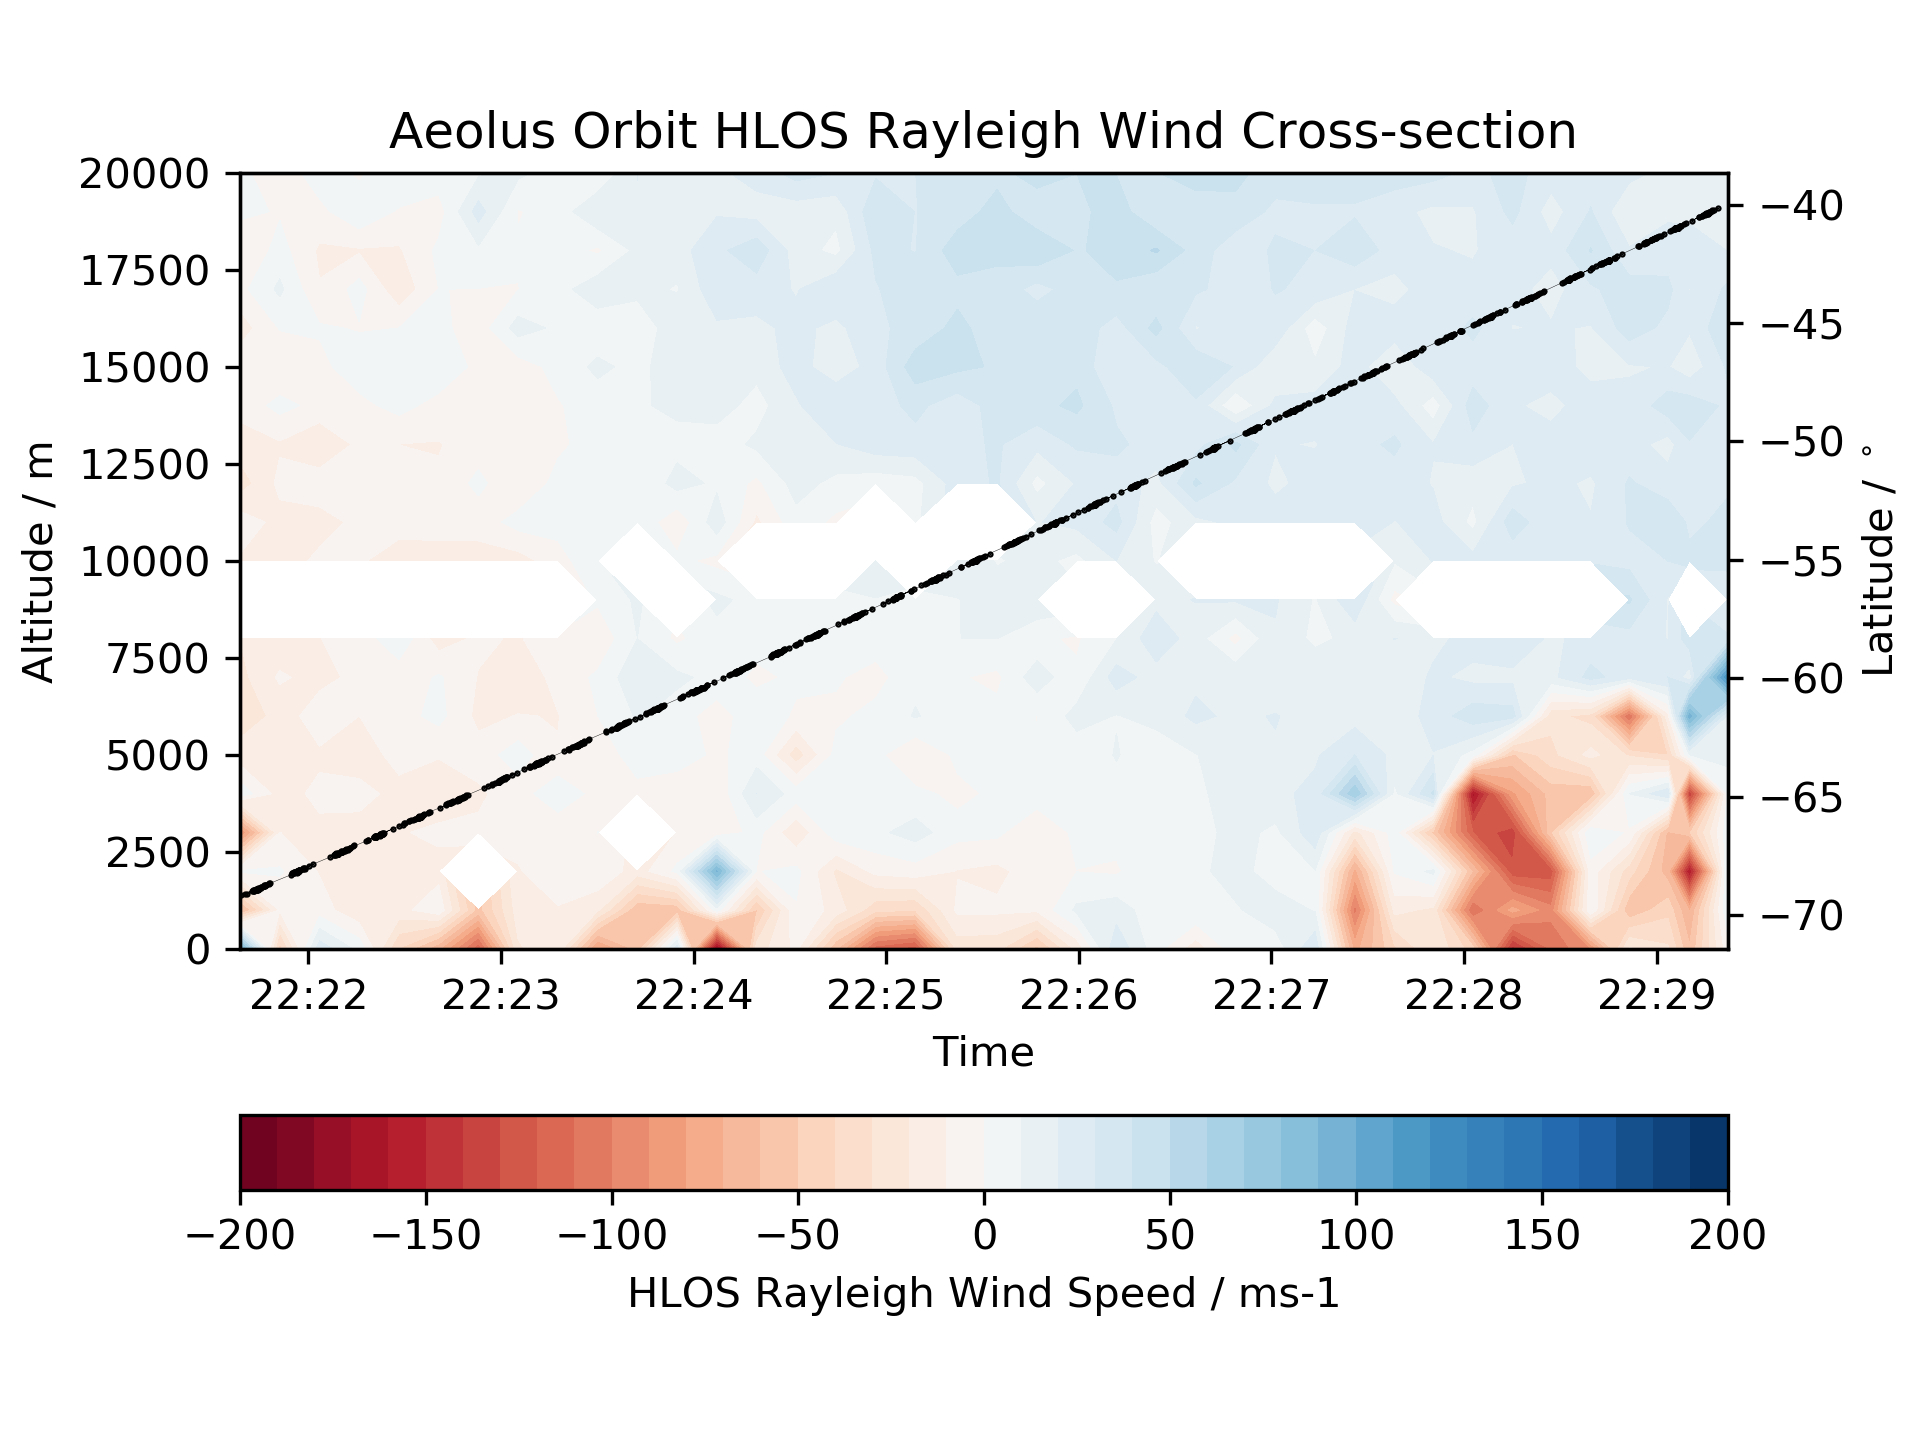 Aeolus Orbit HLOS Rayleigh Wind Cross-section
20000
17500
15000
12500
10000
7500
5000
2500
0
Altitude / m
−40
−45
−50
−55
−60
−65
−70
Latitude / °
22:22 22:23 22:24 22:25 22:26 22:27 22:28 22:29
Time
−200 −150 −100 −50 0 50 100 150 200
HLOS Rayleigh Wind Speed / ms-1